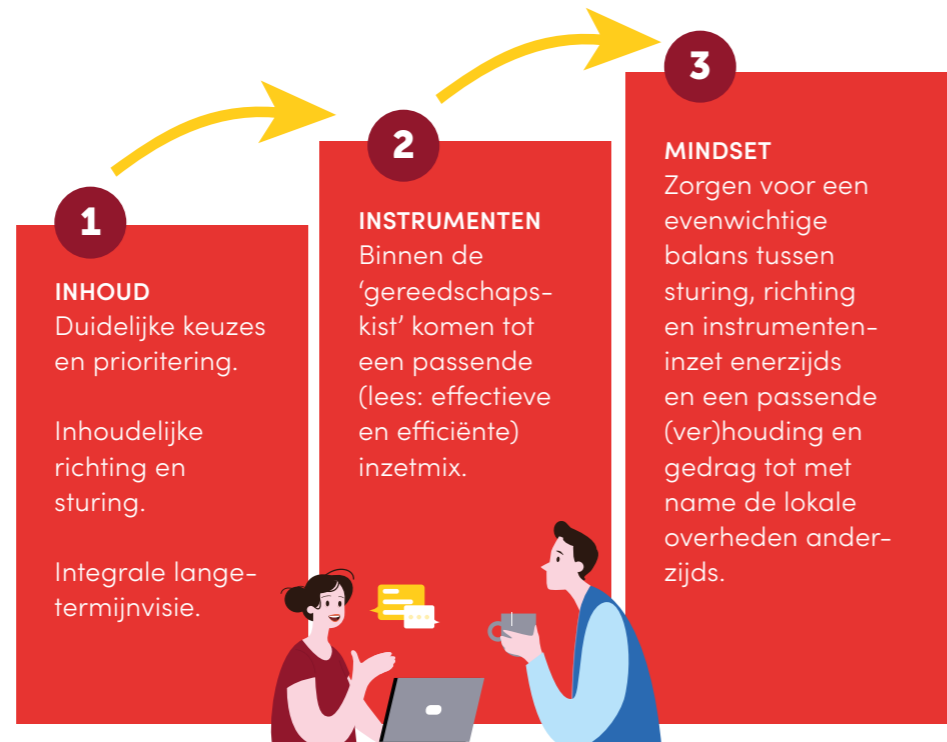 1
INHOUD
Duidelijke keuzes
en prioritering.
Inhoudelijke
richting en
sturing.
Integrale lange-
termijnvisie.
2
INSTRUMENTEN
Binnen de
‘gereedschaps-
kist’ komen tot
een passende
(lees: effectieve
en efficiënte)
inzetmix.
3
MINDSET
Zorgen voor een
evenwichtige
balans tussen
sturing, richting
en instrumenten-
inzet enerzijds
en een passende
(ver)houding en
gedrag tot met
name de lokale
overheden ander-
zijds.